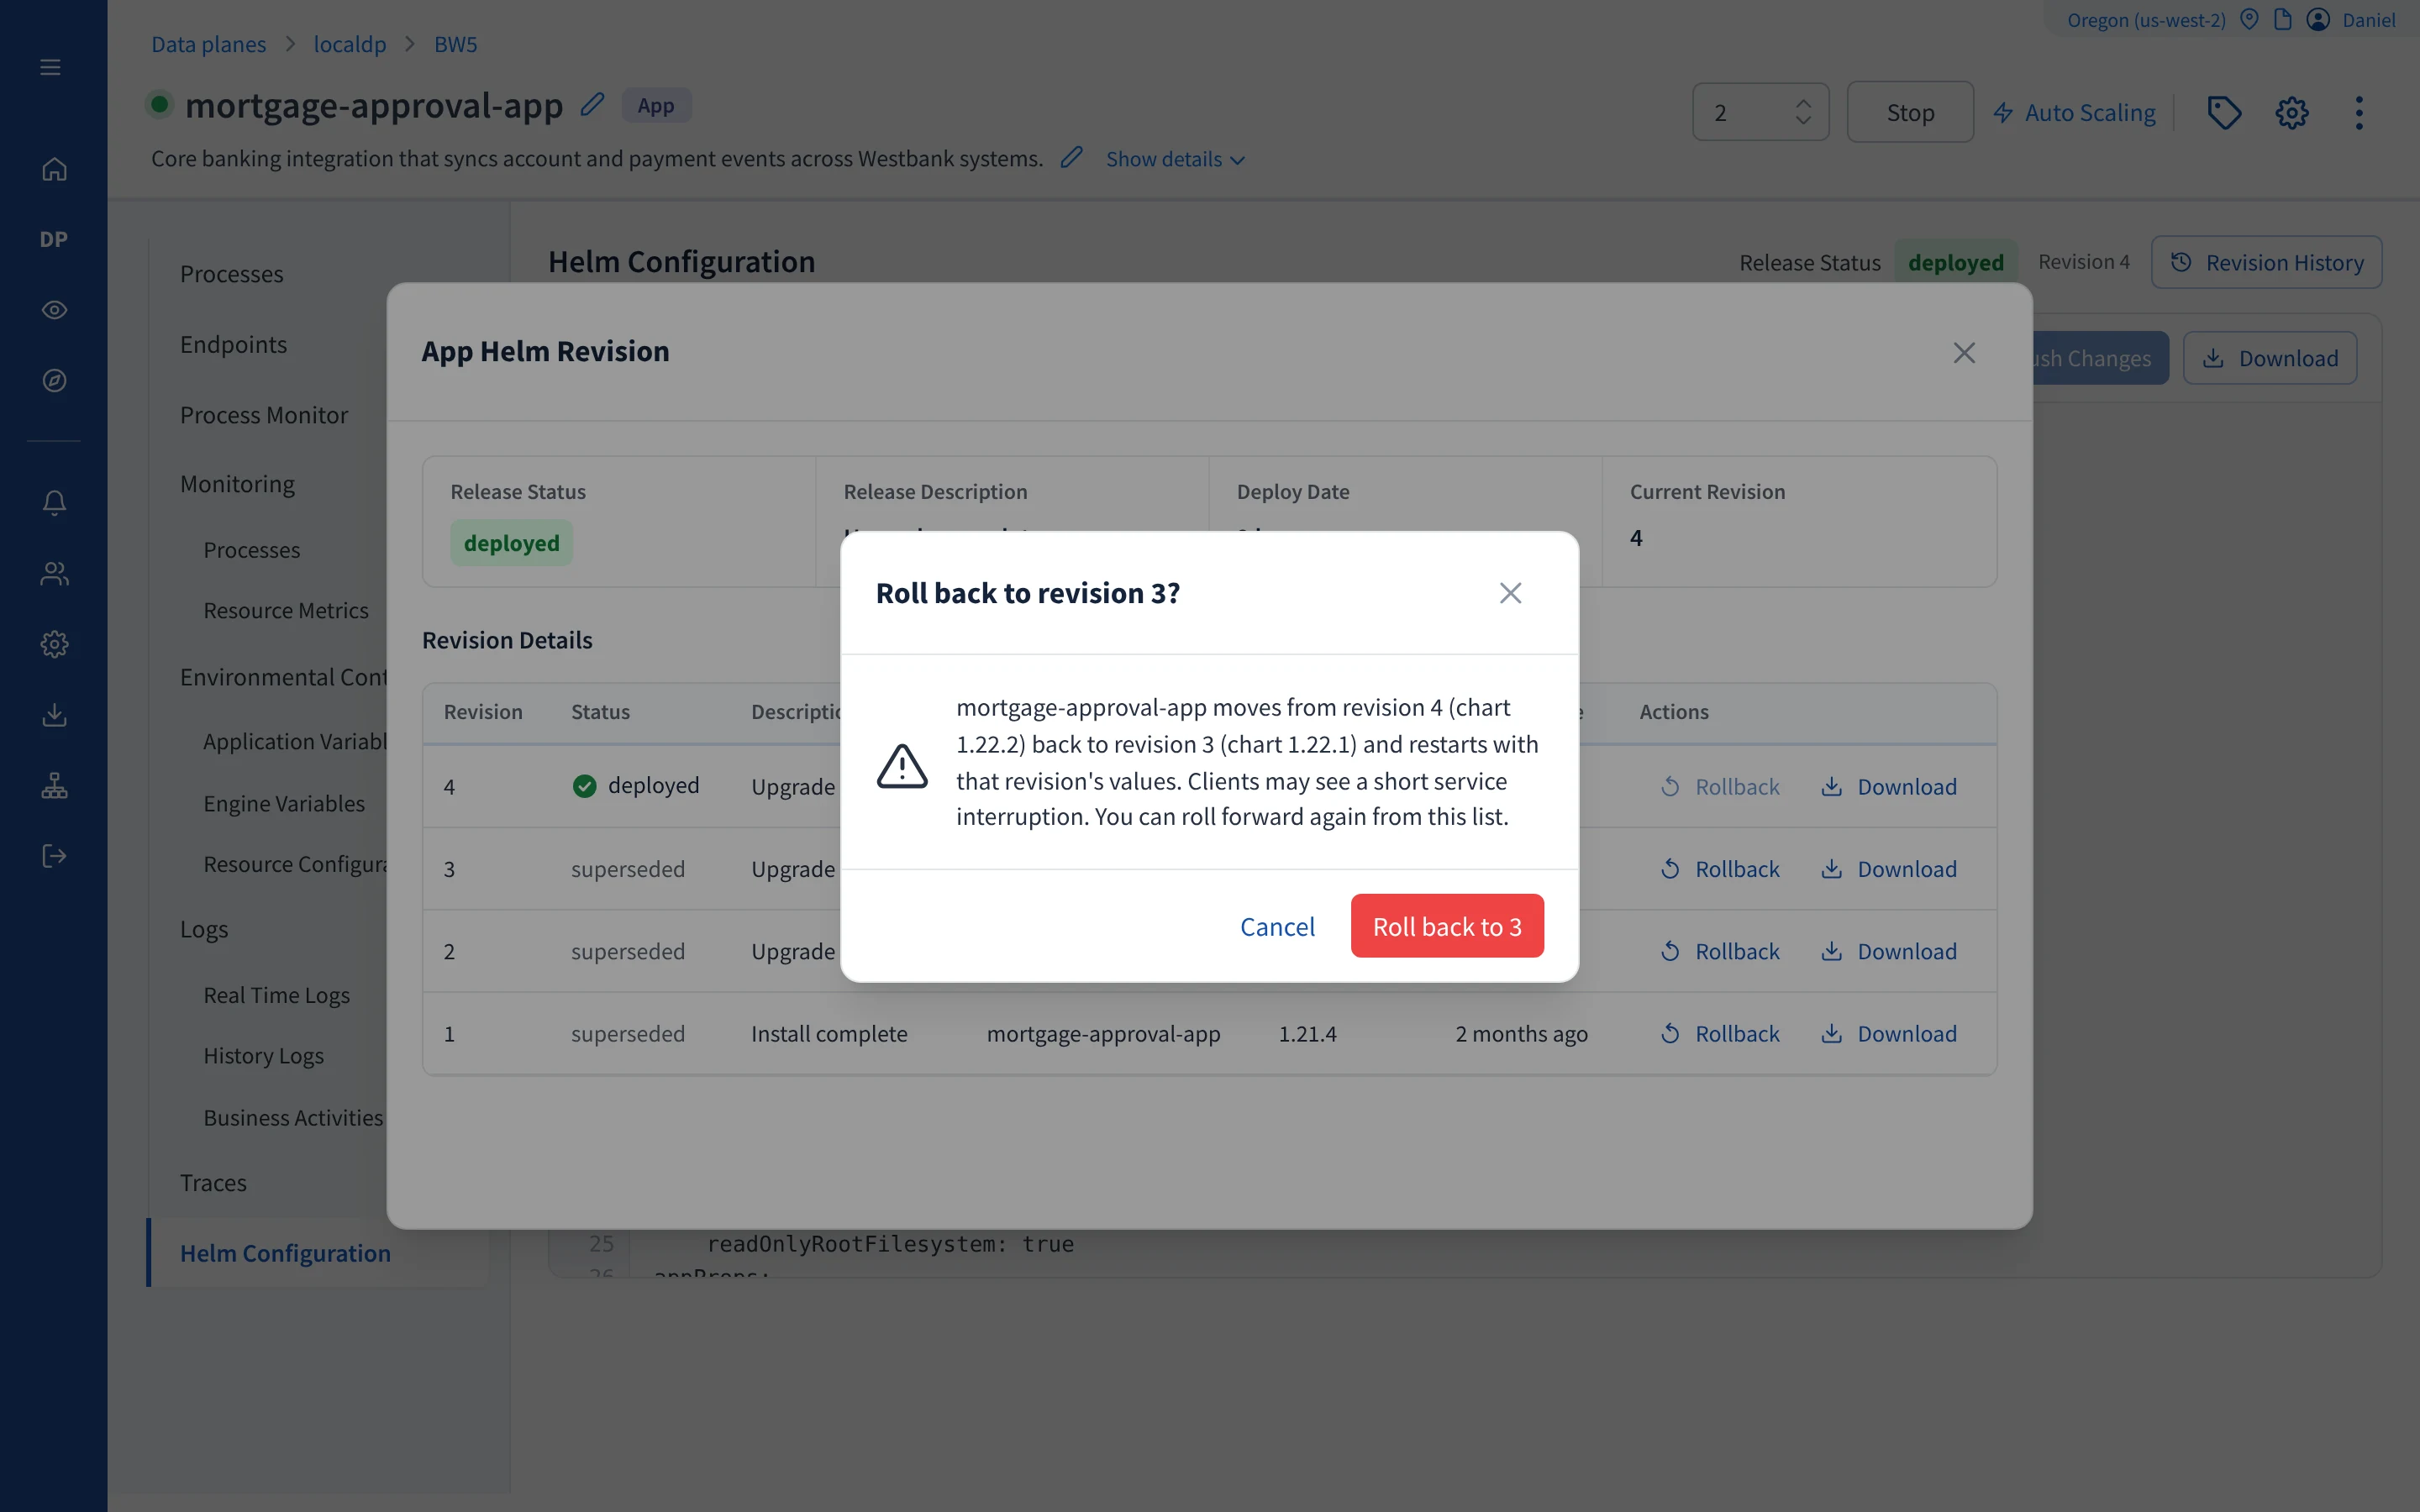 Oregon (us-west-2) Daniel
Data planes > localdp > BW5
mortgage-approval-app App
2 Stop Auto Scaling
Core banking integration that syncs account and payment events across Westbank systems. Show details
DP
Processes
Endpoints
Process Monitor
Monitoring
Processes
Resource Metrics
Environmental
Application
Engine Variables
Resource
Logs
Real Time Logs
History Logs
Business Activities
Traces
Helm Configuration
Helm Configuration
Release Status deployed Revision 4 Revision History
Changes Download
App Helm Revision
Release Status Release Description Deploy Date Current Revision
deployed 4
Revision Details
Revision Status Actions
4 deployed Upgrade Rollback Download
3 superseded Upgrade Rollback Download
2 superseded Upgrade Rollback Download
1 superseded Install complete mortgage-approval-app 1.21.4 2 months ago Rollback Download
Roll back to revision 3?
mortgage-approval-app moves from revision 4 (chart
1.22.2) back to revision 3 (chart 1.22.1) and restarts with
that revision's values. Clients may see a short service
interruption. You can roll forward again from this list.
Cancel Roll back to 3
25 readOnlyRootFilesystem: true